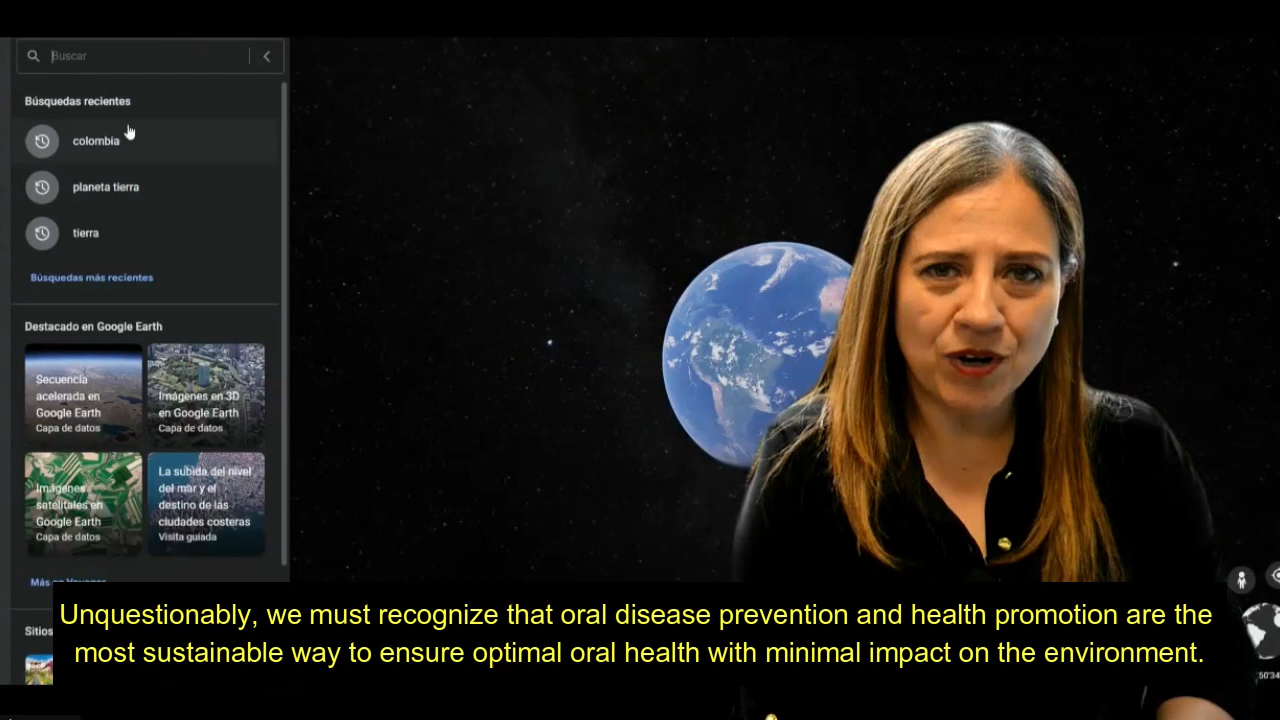 Buscar
Búsquedas recientes
colombia
planeta tierra
tierra
Búsquedas más recientes
Destacado en Google Earth
Secuencia
acelerada en
Google Earth
Capa de datos
Imágenes en 3D
en Google Earth
Capa de datos
Imágenes
satelitales en
Google Earth
Capa de datos
La subida del nivel
del mar y el
destino de las
ciudades costeras
Visita guiada
Más en Voyager
Sitios
Unquestionably, we must recognize that oral disease prevention and health promotion are the
most sustainable way to ensure optimal oral health with minimal impact on the environment.